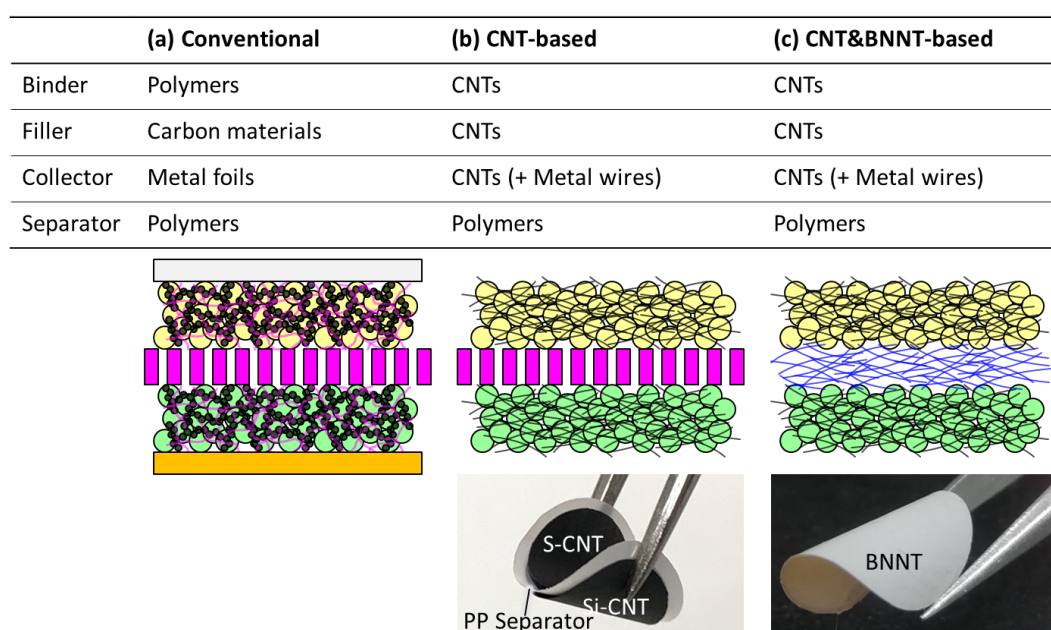 (a) Conventional (b) CNT-based (c) CNT&BNNT-based
Binder Polymers CNTs CNTs
Filler Carbon materials CNTs CNTs
Collector Metal foils CNTs (+ Metal wires) CNTs (+ Metal wires)
Separator Polymers Polymers Polymers
S-CNT
BNNT
Si-CNT
PP Separator